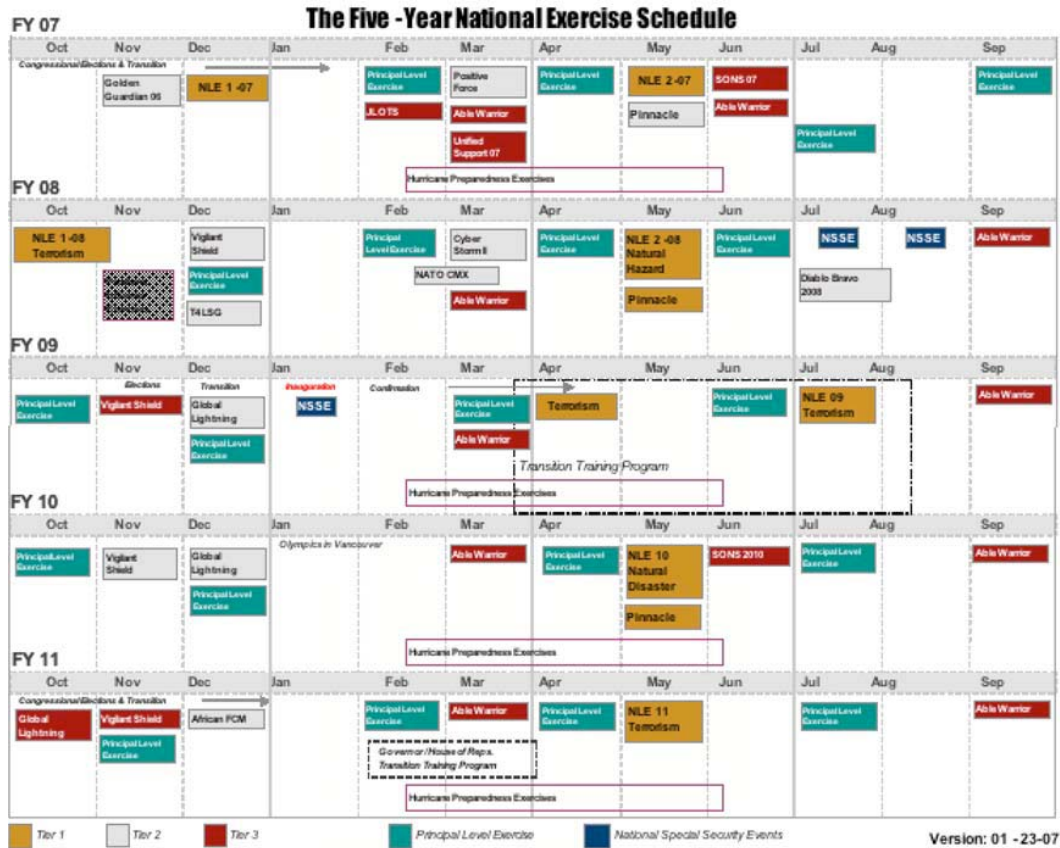 The Five -Year National Exercise Schedule
FY 07
Oct Nov Dec Jan Feb Mar Apr May Jun Jul Aug Sep
Congressional Elections & Transition
Golden
Guardian 06
NLE 1 -07
Principal Level
Exercise
JLOTS
Positive
Force
Able Warrior
Unified
Support 07
Principal Level
Exercise
NLE 2 -07
Pinnacle
SONS 07
Able Warrior
Principal Level
Exercise
Principal Level
Exercise
Hurricane Preparedness Exercises
FY 08
Oct Nov Dec Jan Feb Mar Apr May Jun Jul Aug Sep
NLE 1 -08
Terrorism
Vigilant
Shield
Principal Level
Exercise
T4LSG
Principal
Level Exercise
Cyber
Storm II
NATO CMX
Able Warrior
Principal Level
Exercise
NLE 2 -08
Natural
Hazard
Pinnacle
Principal Level
Exercise
NSSE
NSSE
Diablo Bravo
2008
Able Warrior
FY 09
Oct Nov Dec Jan Feb Mar Apr May Jun Jul Aug Sep
Elections
Transition
Inauguration
Confirmation
Principal Level
Exercise
Vigilant Shield
Global
Lightning
Principal Level
Exercise
NSSE
Principal Level
Exercise
Able Warrior
Terrorism
Principal Level
Exercise
NLE 09
Terrorism
Able Warrior
Transition Training Program
Hurricane Preparedness Exercises
FY 10
Oct Nov Dec Jan Feb Mar Apr May Jun Jul Aug Sep
Principal Level
Exercise
Vigilant
Shield
Global
Lightning
Principal Level
Exercise
Olympics in Vancouver
Able Warrior
Principal Level
Exercise
NLE 10
Natural
Disaster
Pinnacle
SONS 2010
Principal Level
Exercise
Able Warrior
Hurricane Preparedness Exercises
FY 11
Oct Nov Dec Jan Feb Mar Apr May Jun Jul Aug Sep
Congressional Elections & Transition
Global
Lightning
Vigilant Shield
Principal Level
Exercise
African FCM
Principal Level
Exercise
Able Warrior
Governor/House of Reps.
Transition Training Program
Principal Level
Exercise
NLE 11
Terrorism
Principal Level
Exercise
Able Warrior
Hurricane Preparedness Exercises
Tier 1
Tier 2
Tier 3
Principal Level Exercise
National Special Security Events
Version: 01 -23-07